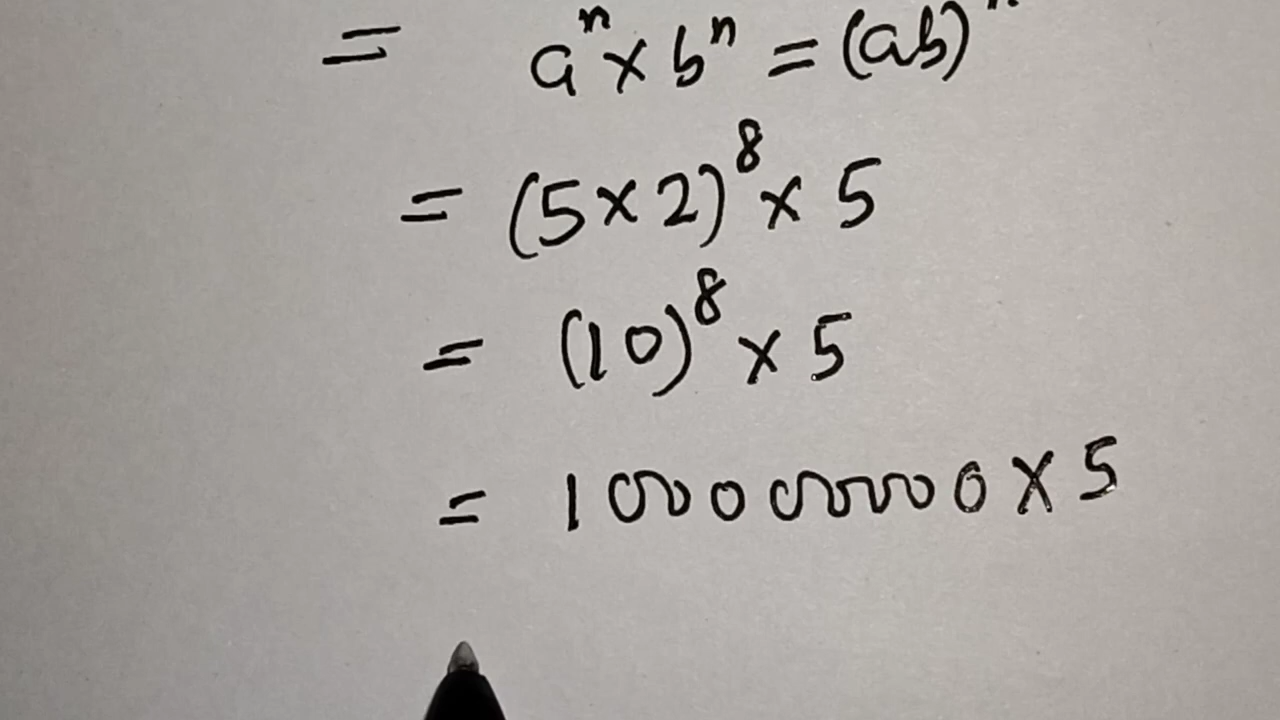 = aⁿ × bⁿ = (ab)ⁿ
= (5 × 2)⁸ × 5
= (10)⁸ × 5
= 100000000 × 5